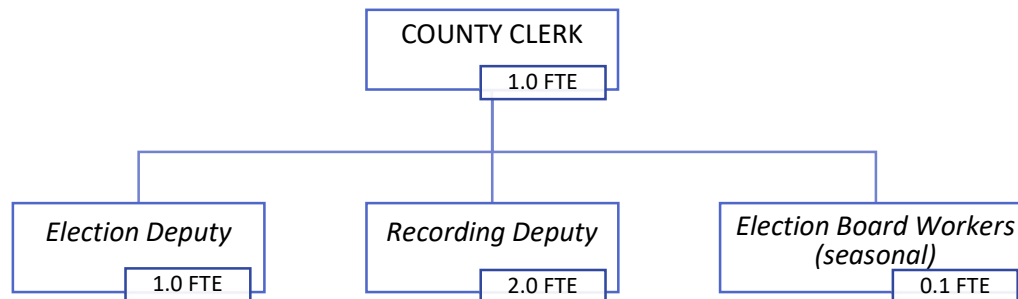 COUNTY CLERK
1.0 FTE
Election Deputy
1.0 FTE
Recording Deputy
2.0 FTE
Election Board Workers
(seasonal)
0.1 FTE